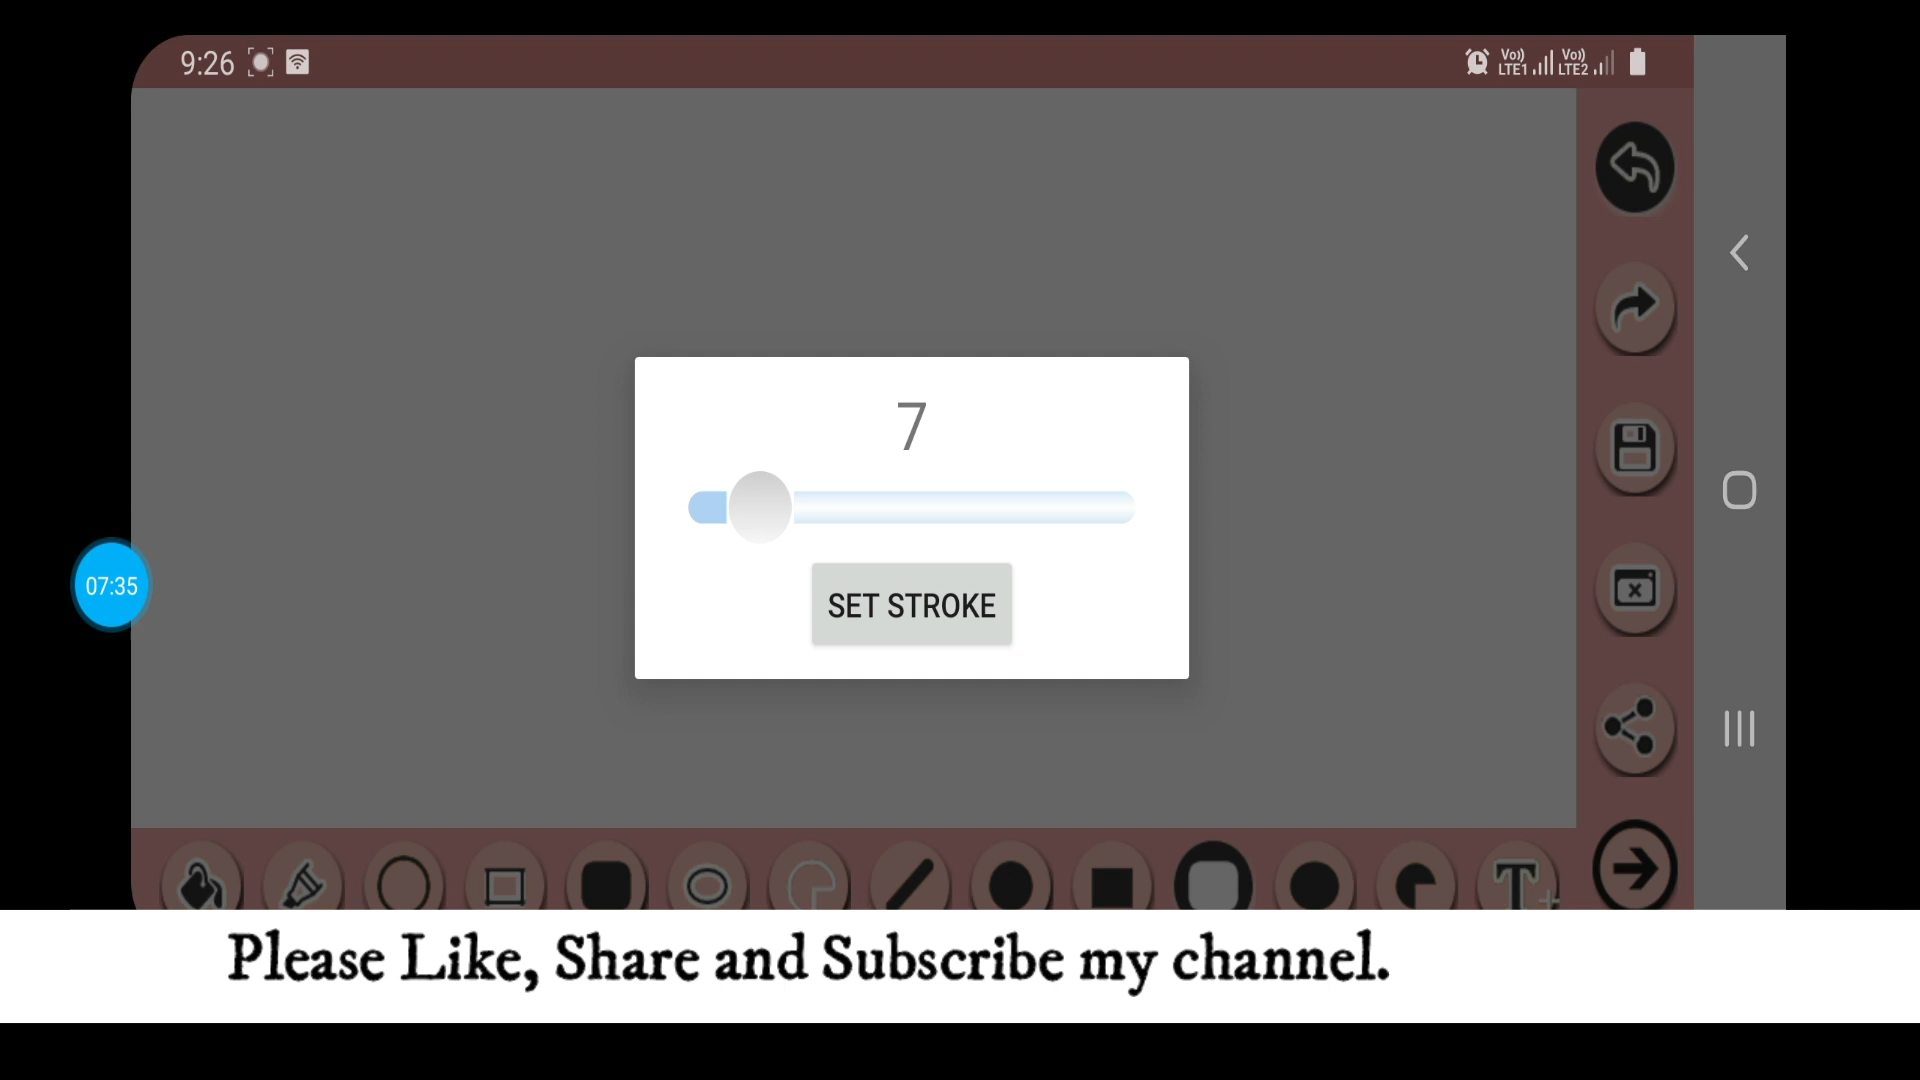 9:26
Vo)) LTE1 Vo)) LTE2
7
07:35
SET STROKE
T+
Please Like, Share and Subscribe my channel.